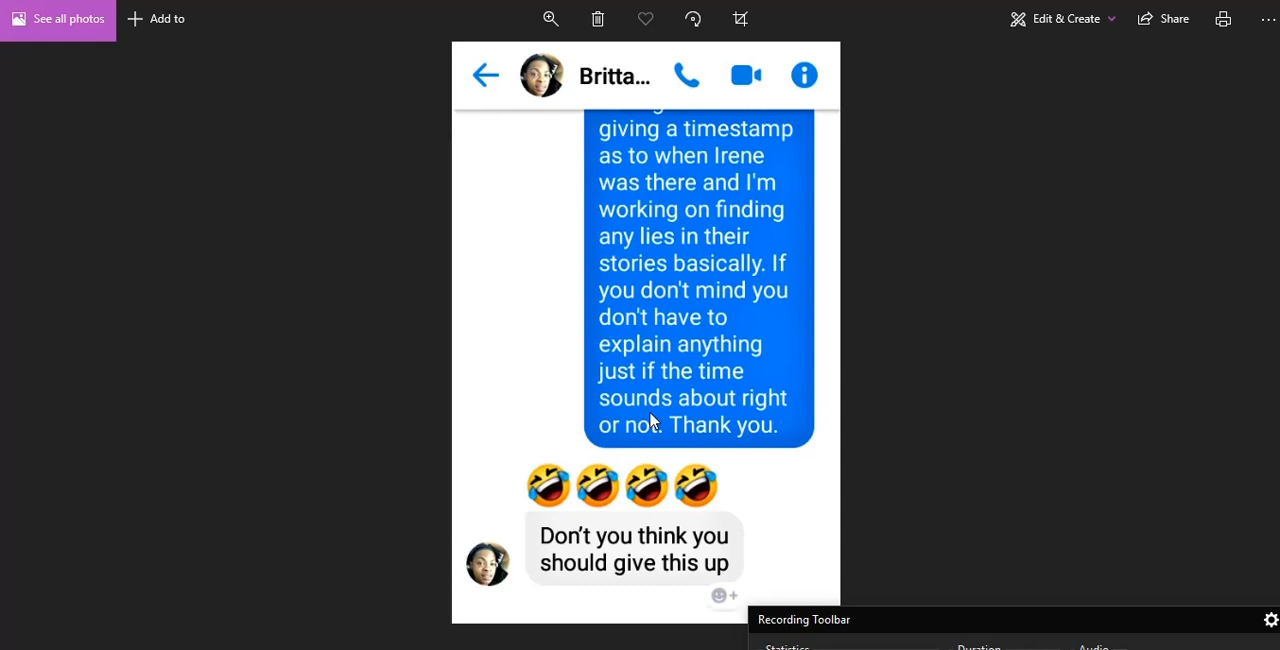 See all photos
Add to
Edit & Create
Share
Britta...
giving a timestamp
as to when Irene
was there and I'm
working on finding
any lies in their
stories basically. If
you don't mind you
don't have to
explain anything
just if the time
sounds about right
or not. Thank you.
🤣🤣🤣🤣
Don’t you think you
should give this up
Recording Toolbar
Statistics
Duration
Audio